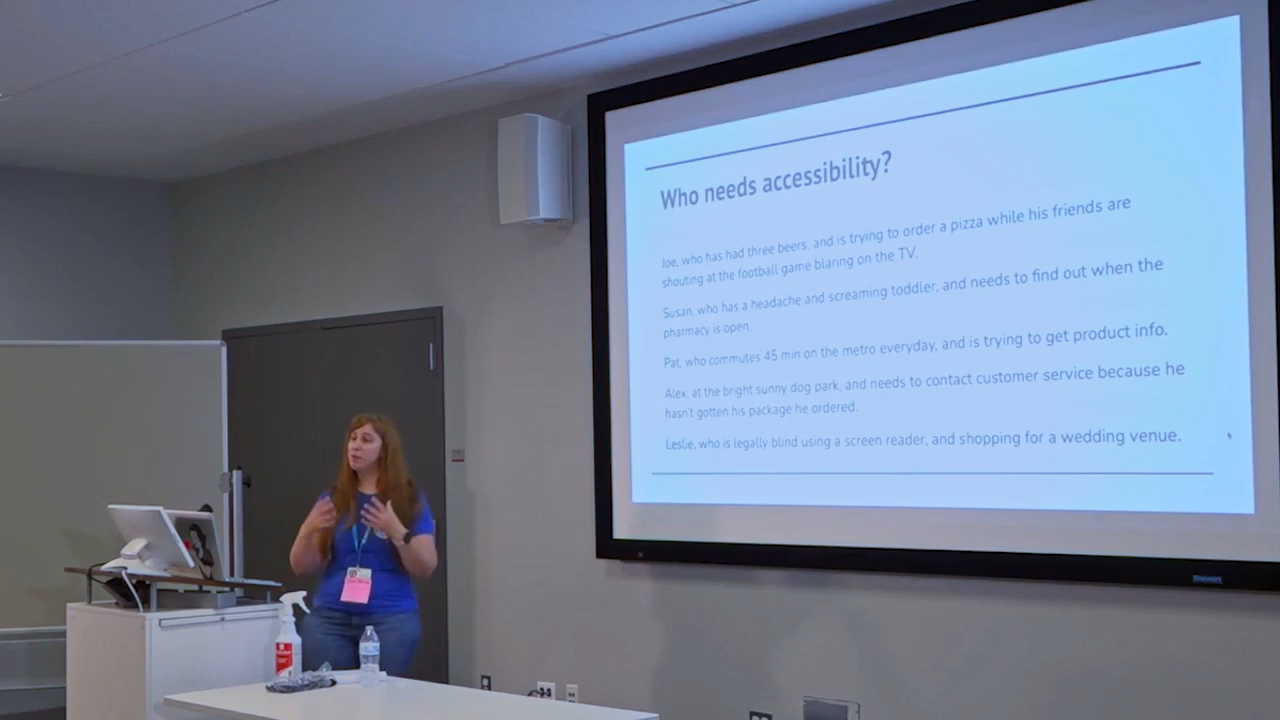 Who needs accessibility?
Joe, who has had three beers, and is trying to order a pizza while his friends are
shouting at the football game blaring on the TV.
Susan, who has a headache and screaming toddler, and needs to find out when the
pharmacy is open.
Pat, who commutes 45 min on the metro everyday, and is trying to get product info.
Alex, at the bright sunny dog park, and needs to contact customer service because he
hasn't gotten his package he ordered.
Leslie, who is legally blind using a screen reader, and shopping for a wedding venue.